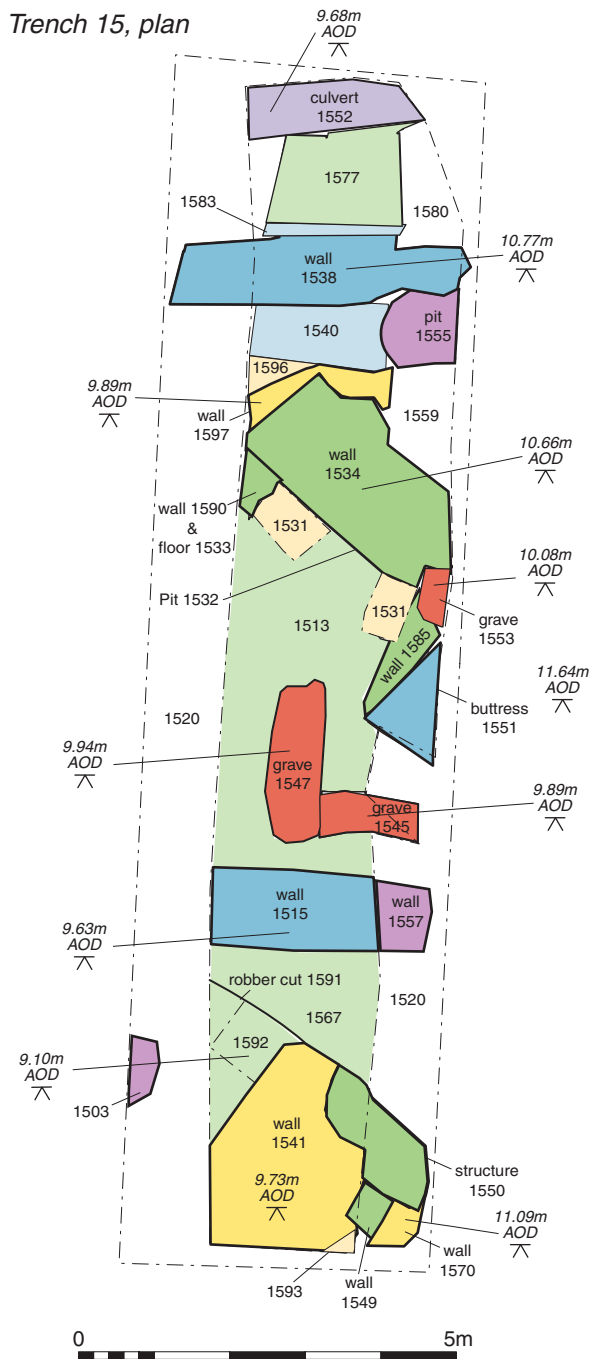 Trench 15, plan
9.68m
AOD
culvert
1552
1577
1583
1580
10.77m
AOD
wall
1538
pit
1555
1540
1596
9.89m
AOD
wall
1597
1559
wall
1534
10.66m
AOD
wall 1590
&
floor 1533
1531
10.08m
AOD
Pit 1532
1531
grave
1553
1513
wall 1585
11.64m
AOD
buttress
1551
1520
9.94m
AOD
grave
1547
9.89m
AOD
grave
1545
wall
1515
wall
1557
9.63m
AOD
robber cut 1591
1520
1567
1592
9.10m
AOD
1503
wall
1541
structure
1550
9.73m
AOD
11.09m
AOD
wall
1570
1593
wall
1549
0
5m